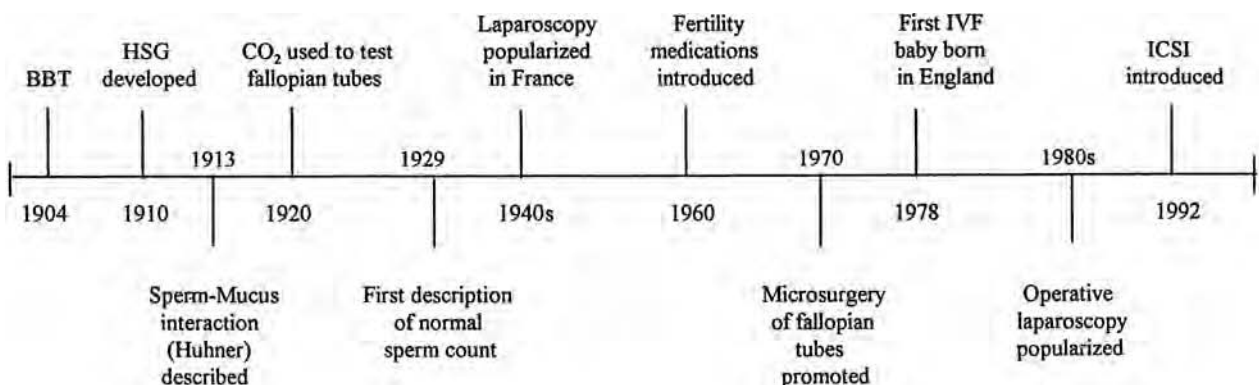 BBT
HSG
developed
CO₂ used to test
fallopian tubes
Laparoscopy
popularized
in France
Fertility
medications
introduced
First IVF
baby born
in England
ICSI
introduced
1913
1929
1970
1980s
1904
1910
1920
1940s
1960
1978
1992
Sperm-Mucus
interaction
(Huhner)
described
First description
of normal
sperm count
Microsurgery
of fallopian
tubes
promoted
Operative
laparoscopy
popularized